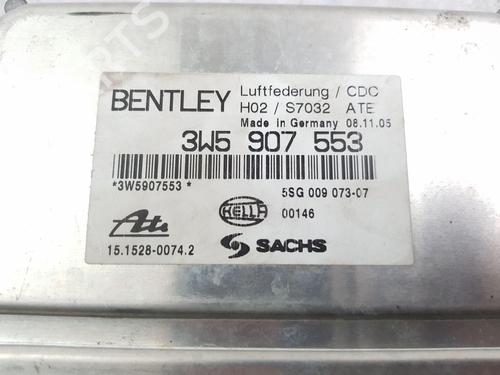 BENTLEY
Luftfederung / CDC
H02 / S7032 ATE
Made in Germany 08.11.05
3W5 907 553
*3W5907553*
5SG 009 073-07
HELLA
00146
Ate
15.1528-0074.2
SACHS
PARTS